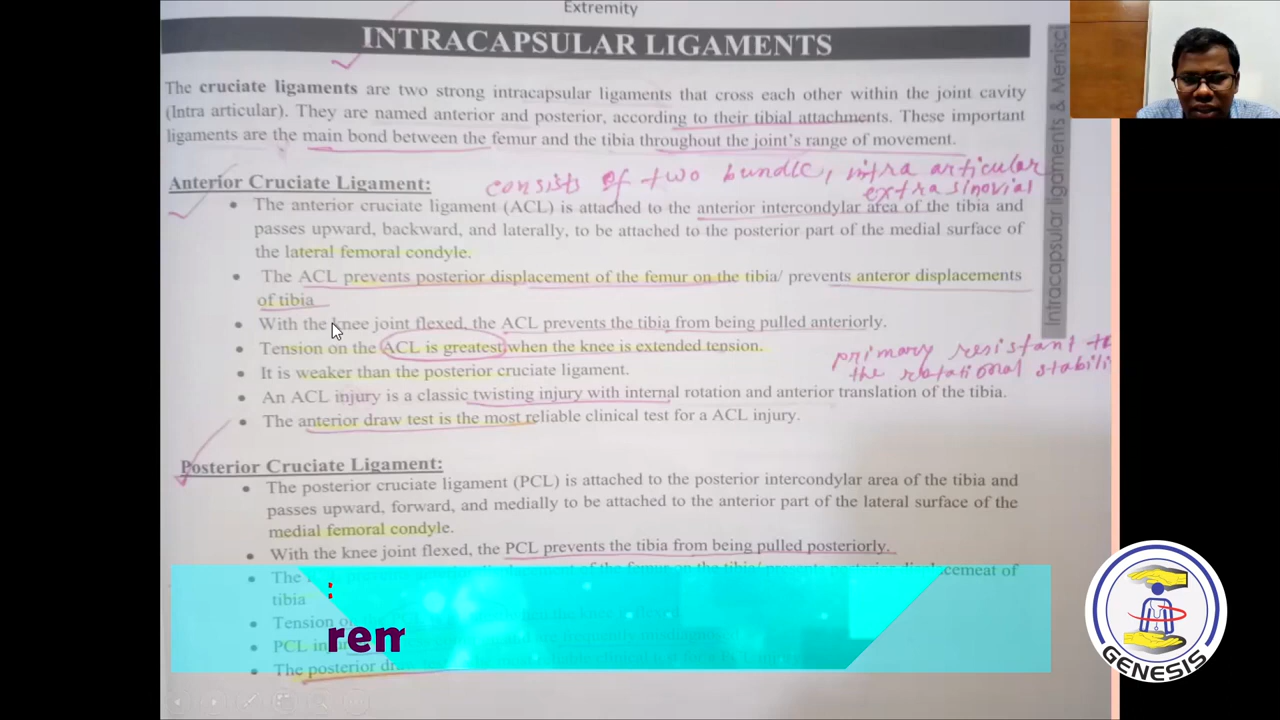 Extremity
INTRACAPSULAR LIGAMENTS
The cruciate ligaments are two strong intracapsular ligaments that cross each other within the joint cavity
(Intra articular). They are named anterior and posterior, according to their tibial attachments. These important
ligaments are the main bond between the femur and the tibia throughout the joint's range of movement.
consists of two bundle, intra articular
extra sinovial
Anterior Cruciate Ligament:
• The anterior cruciate ligament (ACL) is attached to the anterior intercondylar area of the tibia and
passes upward, backward, and laterally, to be attached to the posterior part of the medial surface of
the lateral femoral condyle.
• The ACL prevents posterior displacement of the femur on the tibia/ prevents anteror displacements
of tibia
• With the knee joint flexed, the ACL prevents the tibia from being pulled anteriorly.
• Tension on the ACL is greatest when the knee is extended tension.
primary resistant to
the rotational stabili
• It is weaker than the posterior cruciate ligament.
• An ACL injury is a classic twisting injury with internal rotation and anterior translation of the tibia.
• The anterior draw test is the most reliable clinical test for a ACL injury.
Posterior Cruciate Ligament:
• The posterior cruciate ligament (PCL) is attached to the posterior intercondylar area of the tibia and
passes upward, forward, and medially to be attached to the anterior part of the lateral surface of the
medial femoral condyle.
• With the knee joint flexed, the PCL prevents the tibia from being pulled posteriorly.
• The
tibia
• Tension
• PCL
• The posterior
:
rem
Intracapsular ligaments & Menisci
GENESIS